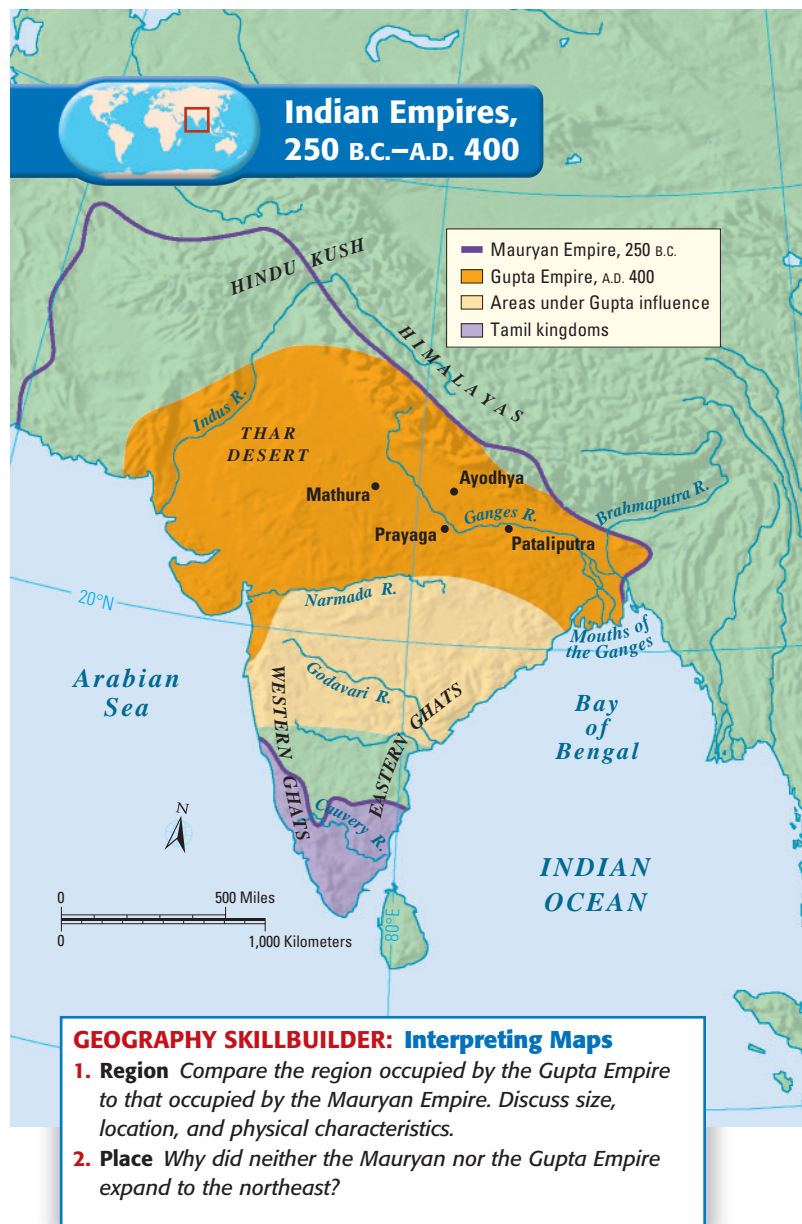 Indian Empires,
250 B.C.–A.D. 400
Mauryan Empire, 250 B.C.
Gupta Empire, A.D. 400
Areas under Gupta influence
Tamil kingdoms
HINDU KUSH
HIMALAYAS
Indus R.
THAR
DESERT
Mathura
Ayodhya
Brahmaputra R.
Ganges R.
Prayaga
Pataliputra
20°N
Narmada R.
Mouths of
the Ganges
Arabian
Sea
WESTERN GHATS
Godavari R.
EASTERN GHATS
Bay
of
Bengal
Cauvery R.
N
INDIAN
OCEAN
0 500 Miles
0 1,000 Kilometers
80°E
GEOGRAPHY SKILLBUILDER: Interpreting Maps
1. Region Compare the region occupied by the Gupta Empire
to that occupied by the Mauryan Empire. Discuss size,
location, and physical characteristics.
2. Place Why did neither the Mauryan nor the Gupta Empire
expand to the northeast?